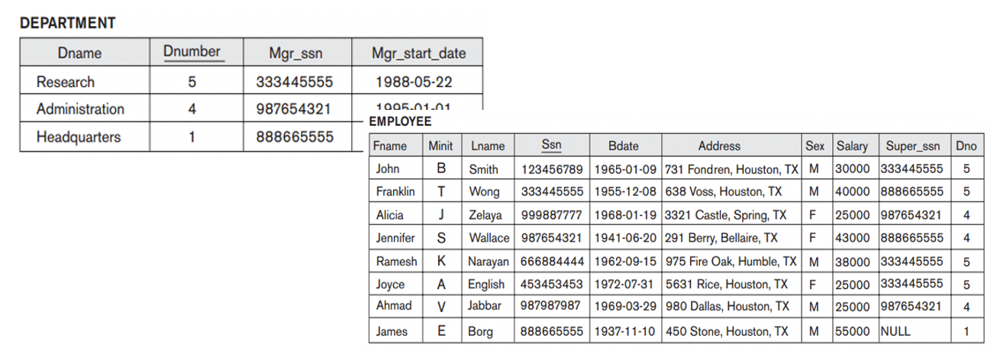 DEPARTMENT
Dname Dnumber Mgr_ssn Mgr_start_date
Research 5 333445555 1988-05-22
Administration 4 987654321 1995-01-01
Headquarters 1 888665555
EMPLOYEE
Fname Minit Lname Ssn Bdate Address Sex Salary Super_ssn Dno
John B Smith 123456789 1965-01-09 731 Fondren, Houston, TX M 30000 333445555 5
Franklin T Wong 333445555 1955-12-08 638 Voss, Houston, TX M 40000 888665555 5
Alicia J Zelaya 999887777 1968-01-19 3321 Castle, Spring, TX F 25000 987654321 4
Jennifer S Wallace 987654321 1941-06-20 291 Berry, Bellaire, TX F 43000 888665555 4
Ramesh K Narayan 666884444 1962-09-15 975 Fire Oak, Humble, TX M 38000 333445555 5
Joyce A English 453453453 1972-07-31 5631 Rice, Houston, TX F 25000 333445555 5
Ahmad V Jabbar 987987987 1969-03-29 980 Dallas, Houston, TX M 25000 987654321 4
James E Borg 888665555 1937-11-10 450 Stone, Houston, TX M 55000 NULL 1